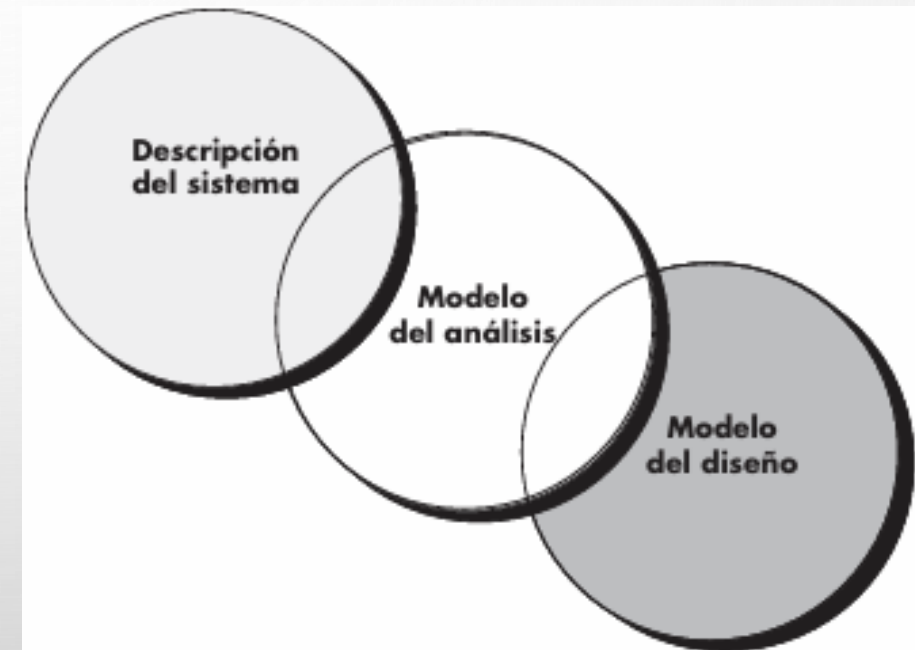 Descripción
del sistema
Modelo
del análisis
Modelo
del diseño